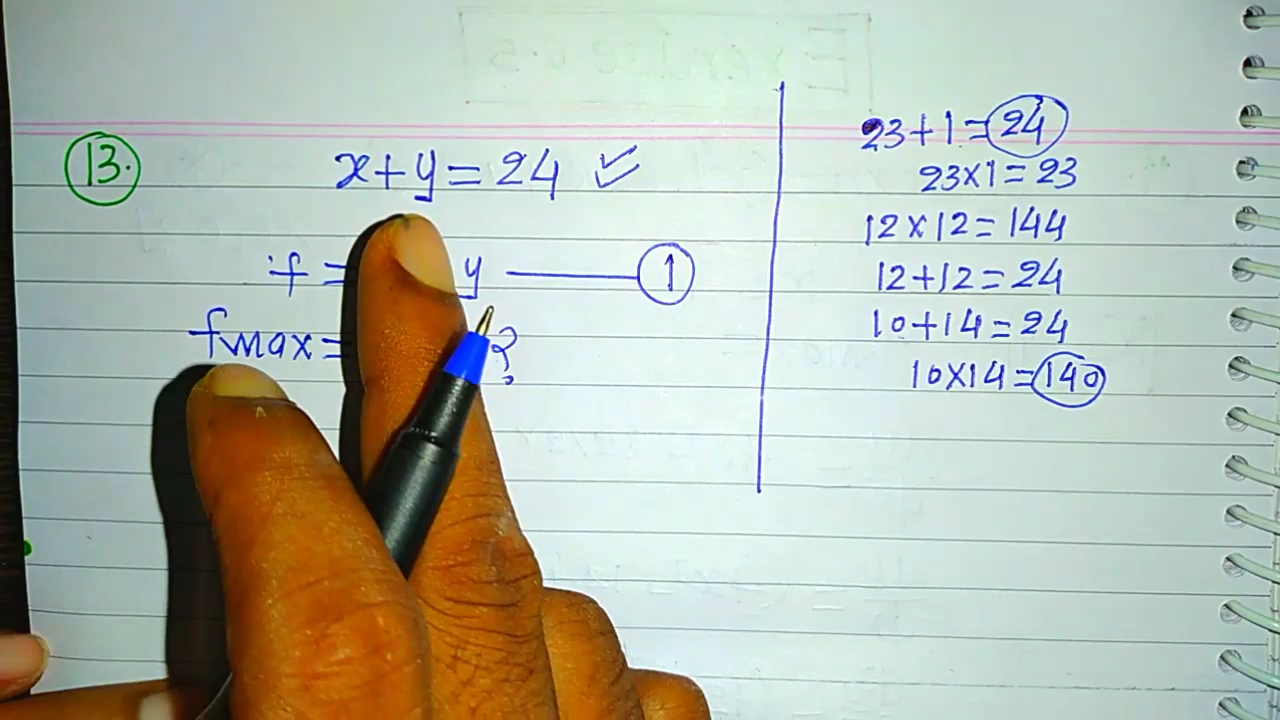 13.
x+y=24
f= y 1
fmax= ?
23+1=24
23×1=23
12×12=144
12+12=24
10+14=24
10×14=140